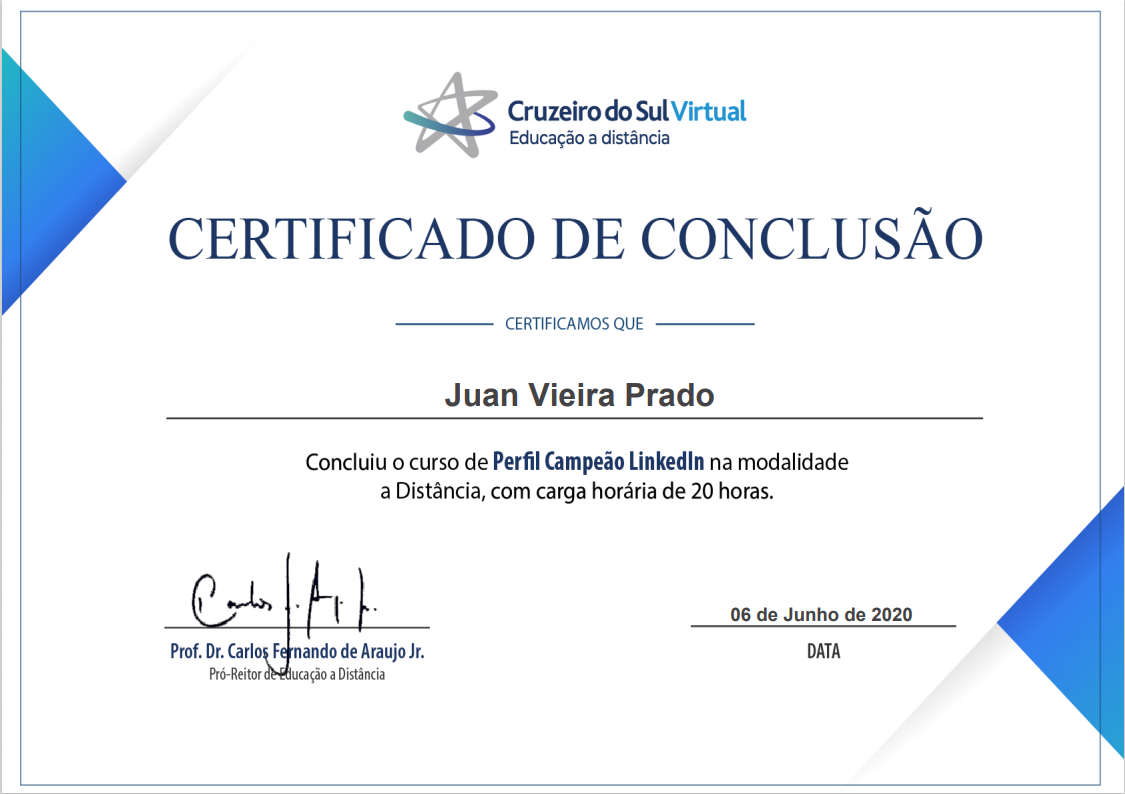 Cruzeiro do Sul Virtual
Educação a distância
CERTIFICADO DE CONCLUSÃO
CERTIFICAMOS QUE
Juan Vieira Prado
Concluiu o curso de Perfil Campeão LinkedIn na modalidade
a Distância, com carga horária de 20 horas.
Carlos J. Ap. Jr.
Prof. Dr. Carlos Fernando de Araujo Jr.
Pró-Reitor de Educação a Distância
06 de Junho de 2020
DATA